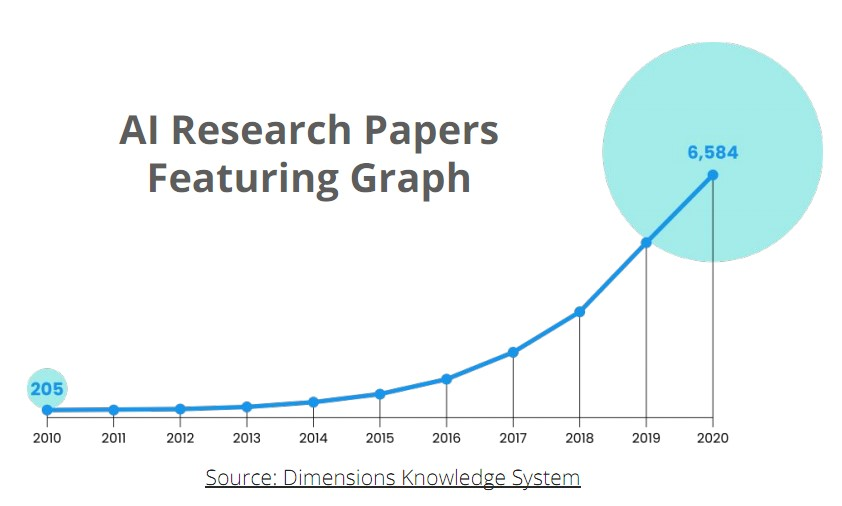 AI Research Papers
Featuring Graph
6,584
205
2010 2011 2012 2013 2014 2015 2016 2017 2018 2019 2020
Source: Dimensions Knowledge System